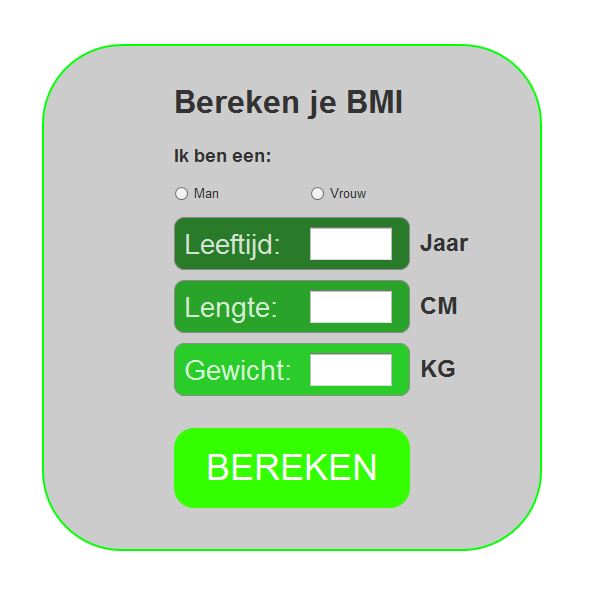 Bereken je BMI
Ik ben een:
Man Vrouw
Leeftijd: Jaar
Lengte: CM
Gewicht: KG
BEREKEN